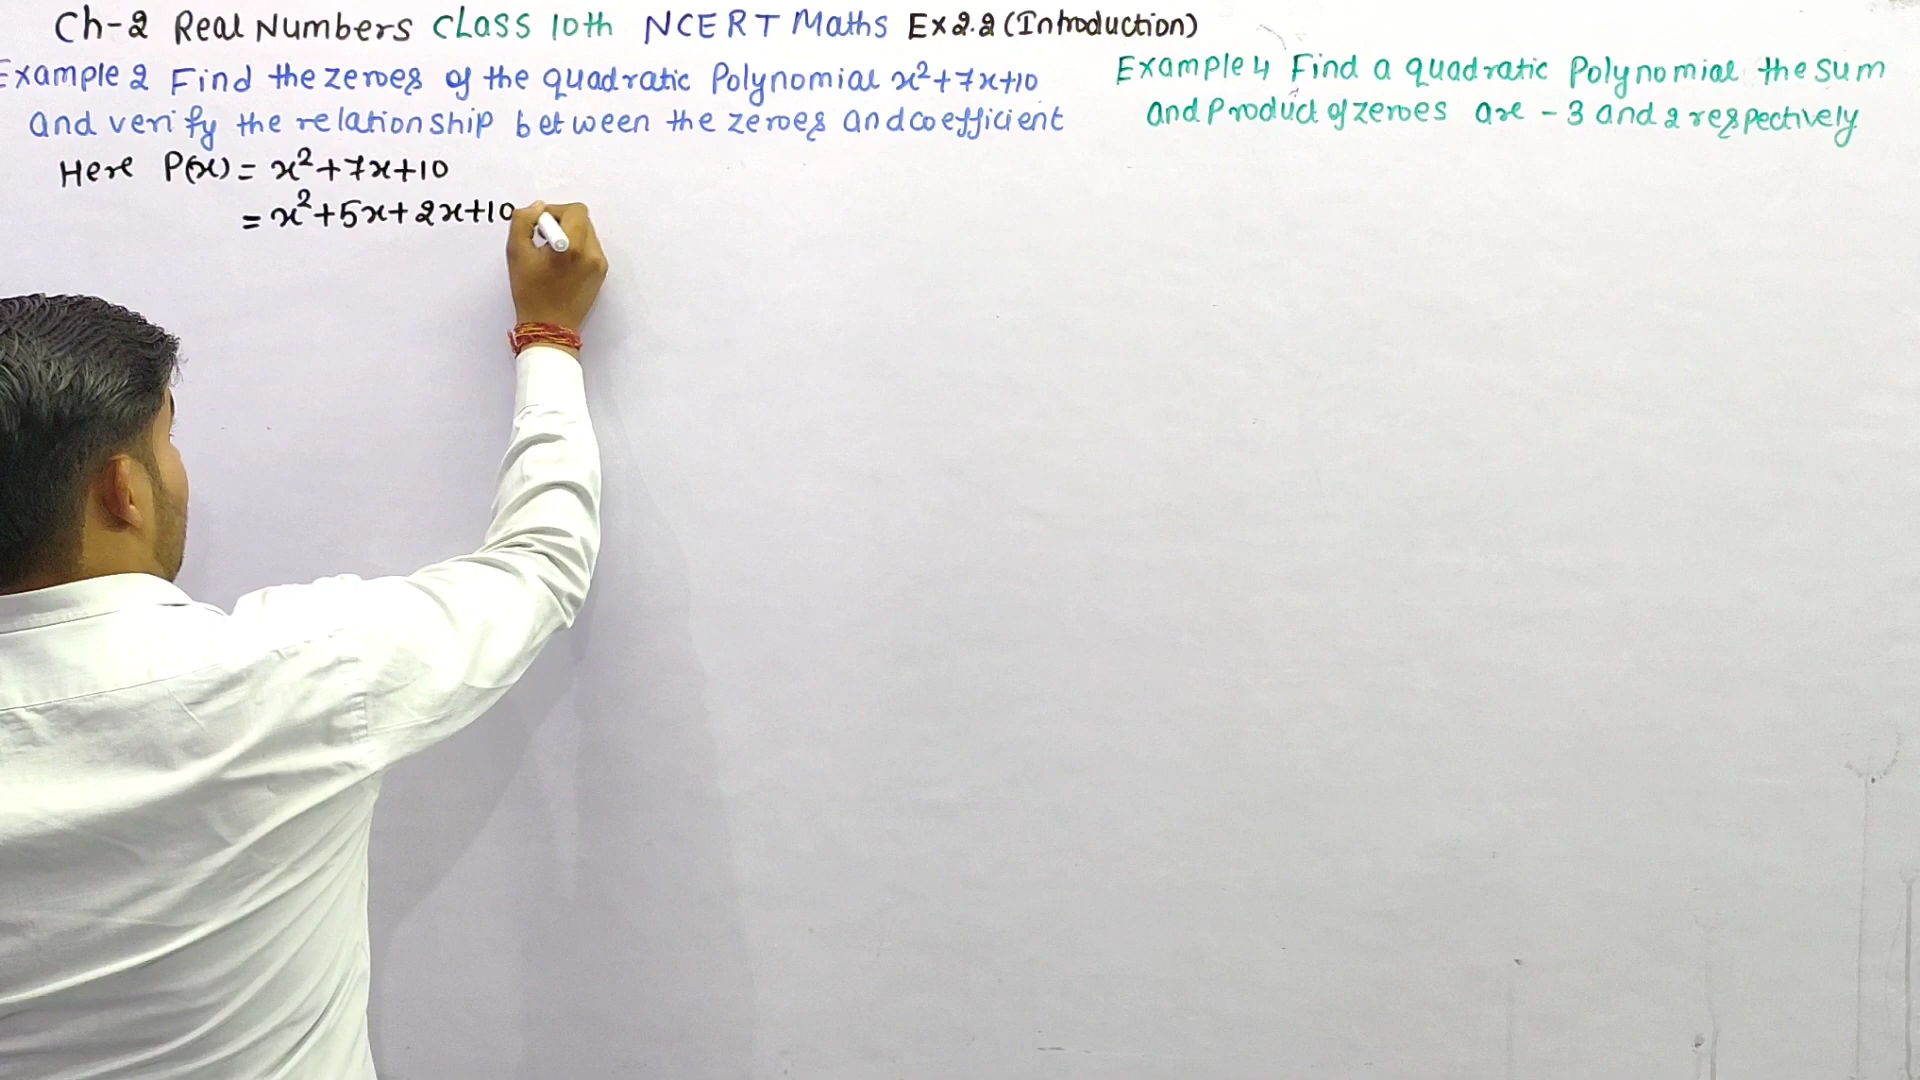 Ch-2 Real Numbers Class 10th NCERT Maths Ex 2.2 (Introduction)
Example 2 Find the zeroes of the quadratic Polynomial x²+7x+10
and verify the relationship between the zeroes and coefficient
Here P(x) = x²+7x+10
= x²+5x+2x+10
Example 4 Find a quadratic Polynomial the sum
and Product of zeroes are -3 and 2 respectively